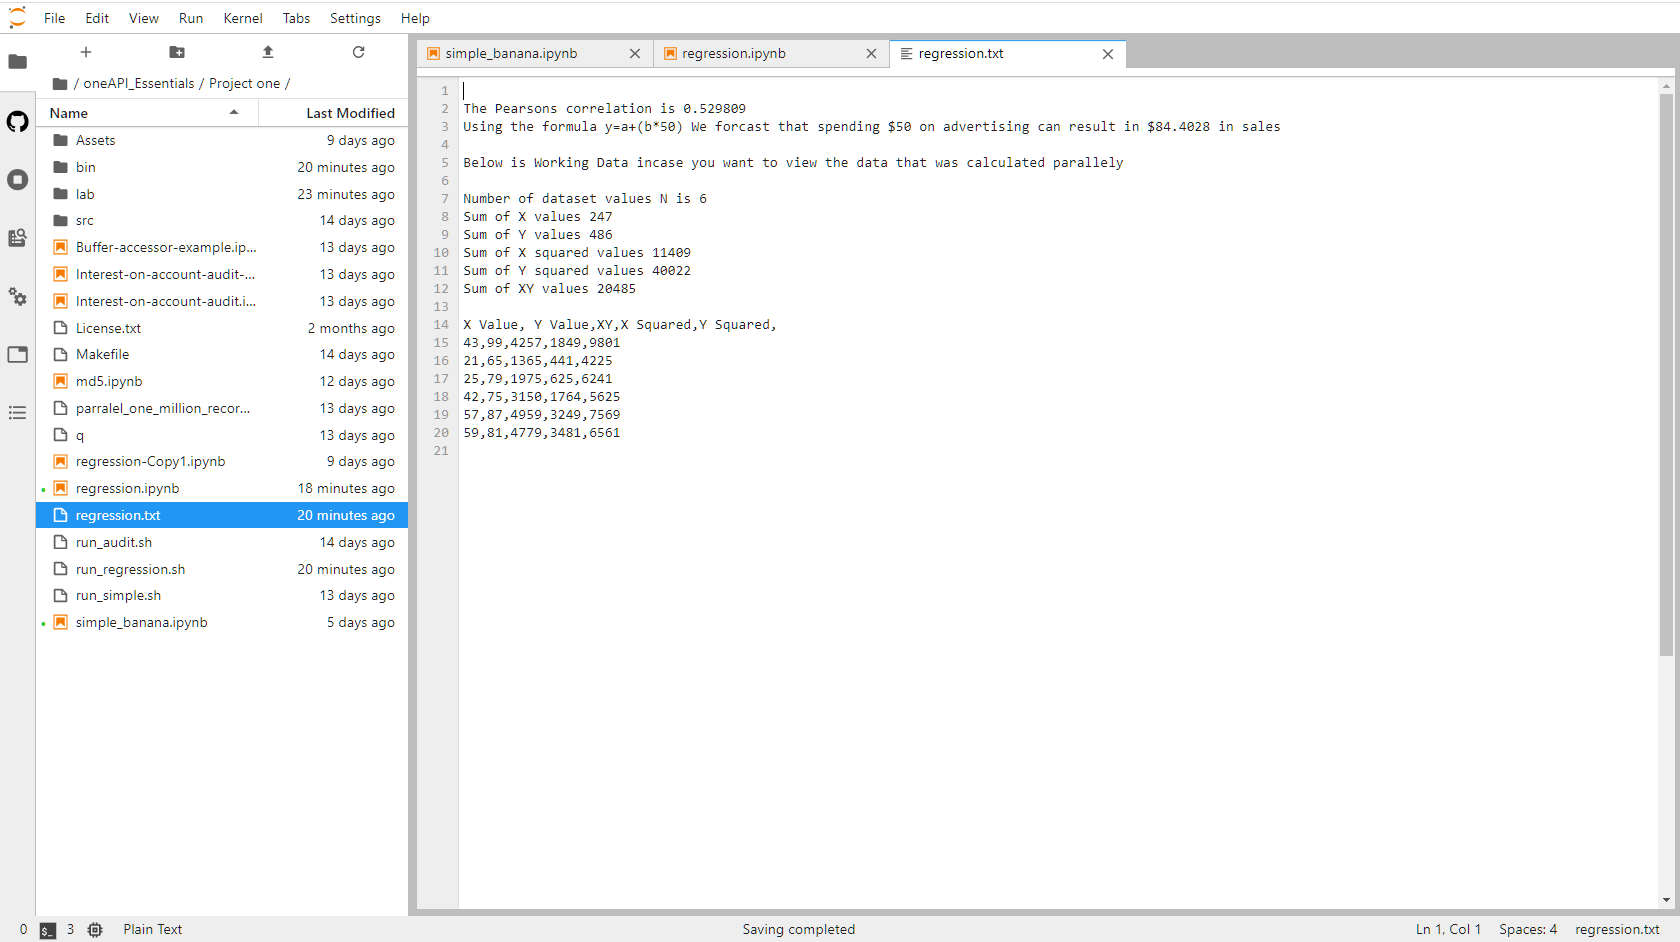 File Edit View Run Kernel Tabs Settings Help
/ oneAPI_Essentials / Project one /
Name Last Modified
Assets 9 days ago
bin 20 minutes ago
lab 23 minutes ago
src 14 days ago
Buffer-accessor-example.ip... 13 days ago
Interest-on-account-audit-... 13 days ago
Interest-on-account-audit.i... 13 days ago
License.txt 2 months ago
Makefile 14 days ago
md5.ipynb 12 days ago
parralel_one_million_recor... 13 days ago
q 13 days ago
regression-Copy1.ipynb 9 days ago
regression.ipynb 18 minutes ago
regression.txt 20 minutes ago
run_audit.sh 14 days ago
run_regression.sh 20 minutes ago
run_simple.sh 13 days ago
simple_banana.ipynb 5 days ago
simple_banana.ipynb regression.ipynb regression.txt
1
2 The Pearsons correlation is 0.529809
3 Using the formula y=a+(b*50) We forcast that spending $50 on advertising can result in $84.4028 in sales
4
5 Below is Working Data incase you want to view the data that was calculated parallely
6
7 Number of dataset values N is 6
8 Sum of X values 247
9 Sum of Y values 486
10 Sum of X squared values 11409
11 Sum of Y squared values 40022
12 Sum of XY values 20485
13
14 X Value, Y Value,XY,X Squared,Y Squared,
15 43,99,4257,1849,9801
16 21,65,1365,441,4225
17 25,79,1975,625,6241
18 42,75,3150,1764,5625
19 57,87,4959,3249,7569
20 59,81,4779,3481,6561
21
0 $_ 3 Plain Text Saving completed Ln 1, Col 1 Spaces: 4 regression.txt